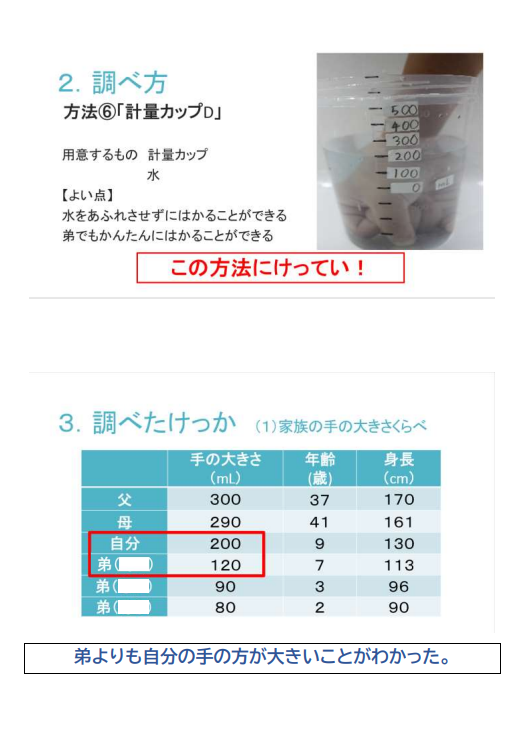 2．調べ方
方法⑥「計量カップD」
用意するもの 計量カップ
水
【よい点】
水をあふれさせずにはかることができる
弟でもかんたんにはかることができる
500
400
300
200
100
0
mL
この方法にけってい！
3．調べたけっか （1）家族の手の大きさくらべ
手の大きさ（mL） 年齢（歳） 身長（cm）
父 300 37 170
母 290 41 161
自分 200 9 130
弟（ ） 120 7 113
弟（ ） 90 3 96
弟（ ） 80 2 90
弟よりも自分の手の方が大きいことがわかった。